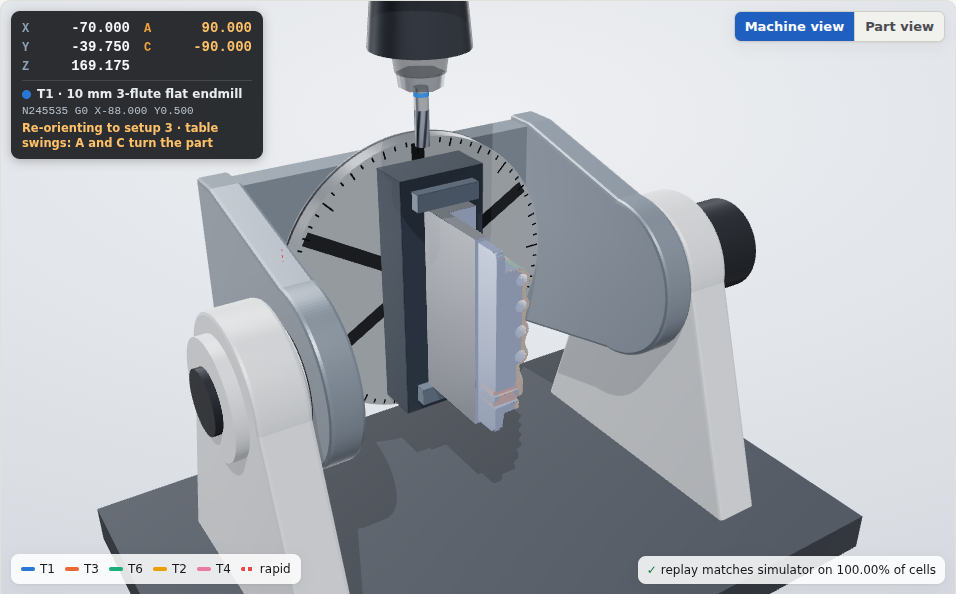 X -70.000 A 90.000
Y -39.750 C -90.000
Z 169.175
T1 · 10 mm 3-flute flat endmill
N245535 G0 X-88.000 Y0.500
Re-orienting to setup 3 · table
swings: A and C turn the part
Machine view Part view
T1 T3 T6 T2 T4 rapid
✓ replay matches simulator on 100.00% of cells